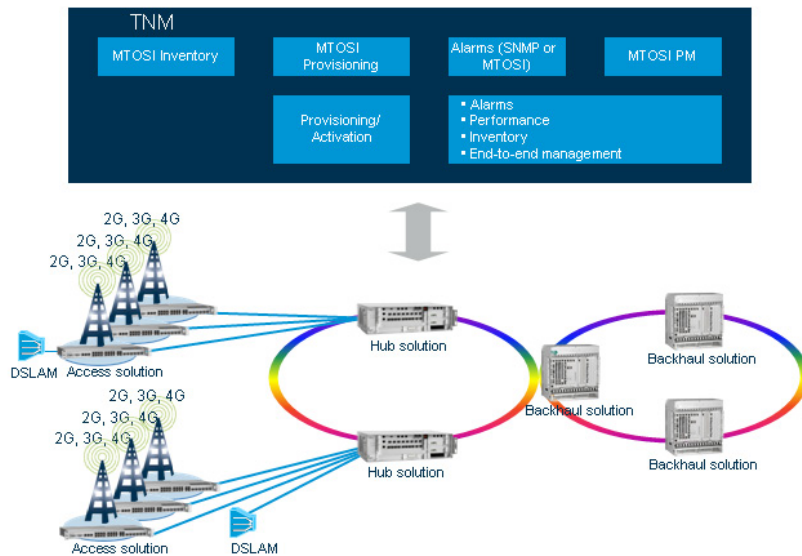 TNM
MTOSI Inventory
MTOSI
Provisioning
Alarms (SNMP or
MTOSI)
MTOSI PM
Provisioning/
Activation
▪ Alarms
▪ Performance
▪ Inventory
▪ End-to-end management
2G, 3G, 4G
2G, 3G, 4G
2G, 3G, 4G
DSLAM
Access solution
Hub solution
Backhaul solution
Backhaul solution
2G, 3G, 4G
2G, 3G, 4G
2G, 3G, 4G
Access solution
DSLAM
Hub solution
Backhaul solution